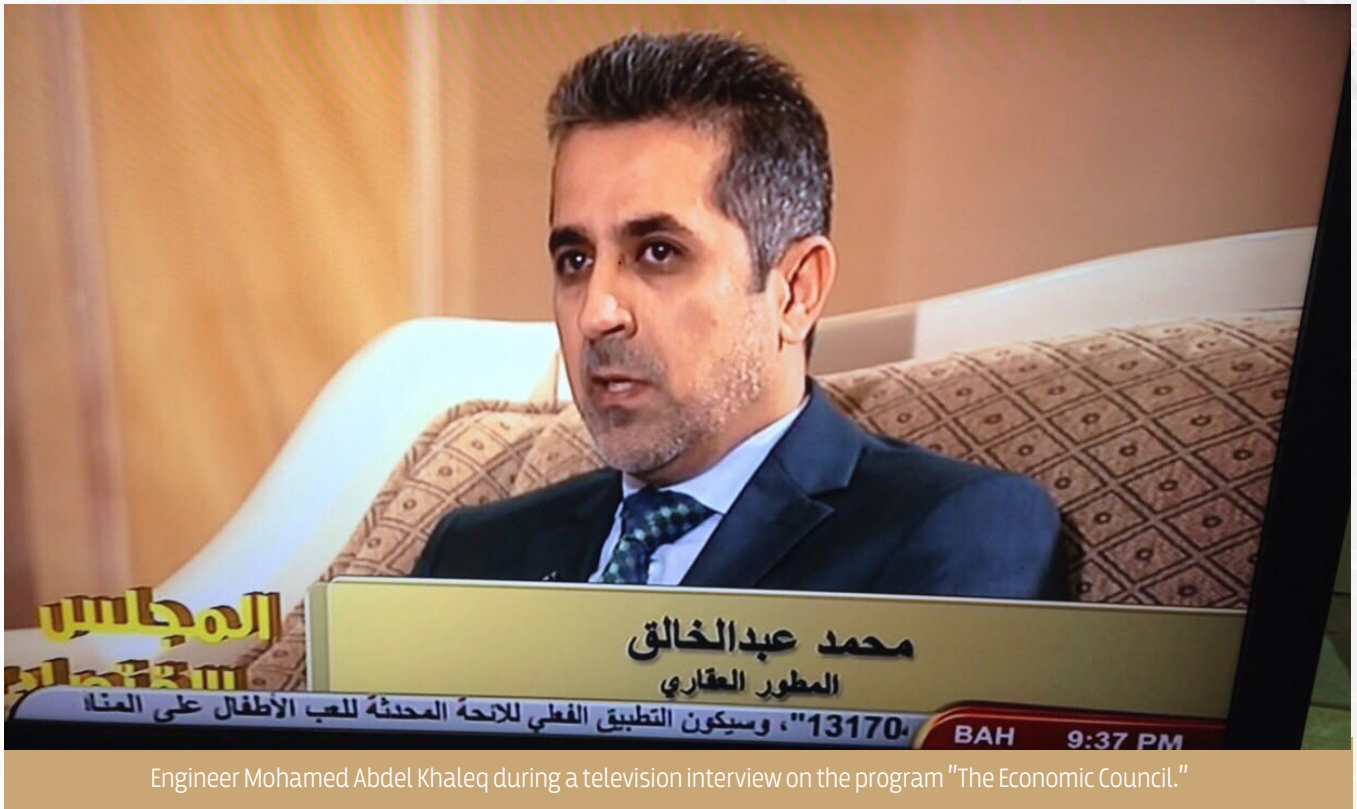 المجلس
محمد عبدالخالق
المطور العقاري
13170"، وسيكون التطبيق الفعلي للائحة المحدثة للعب الأطفال على
BAH 9:37 PM
Engineer Mohamed Abdel Khaleq during a television interview on the program "The Economic Council."